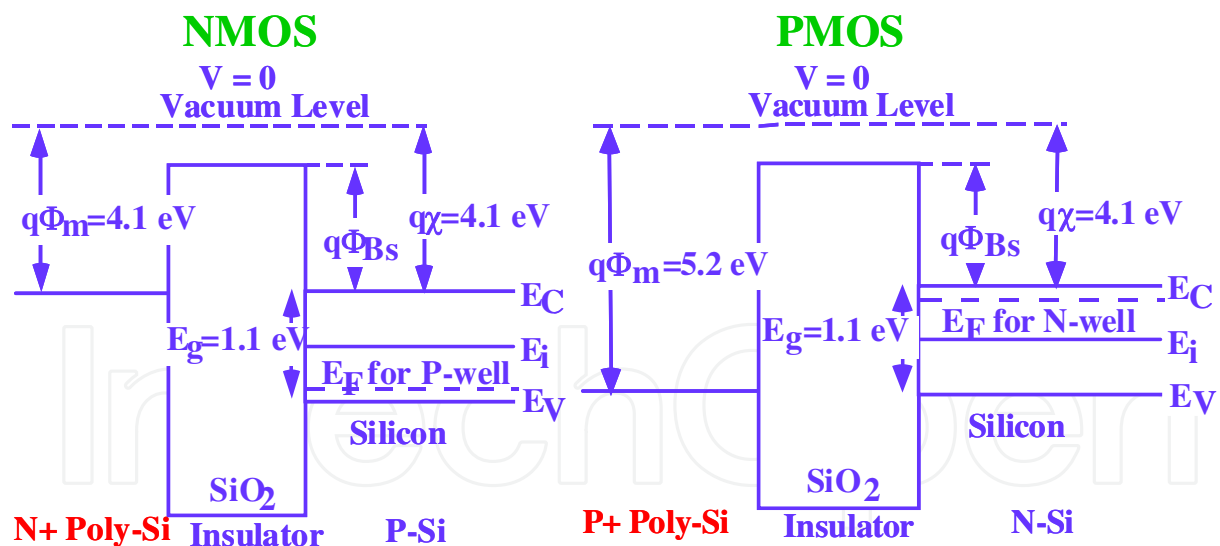 NMOS
V = 0
Vacuum Level
qΦm=4.1 eV
qΦBs
qχ=4.1 eV
EC
Eg=1.1 eV
Ei
EF for P-well
EV
Silicon
SiO2
Insulator
N+ Poly-Si
P-Si
PMOS
V = 0
Vacuum Level
qΦm=5.2 eV
qΦBs
qχ=4.1 eV
EC
EF for N-well
Eg=1.1 eV
Ei
EV
Silicon
SiO2
Insulator
P+ Poly-Si
N-Si
IntechOpen